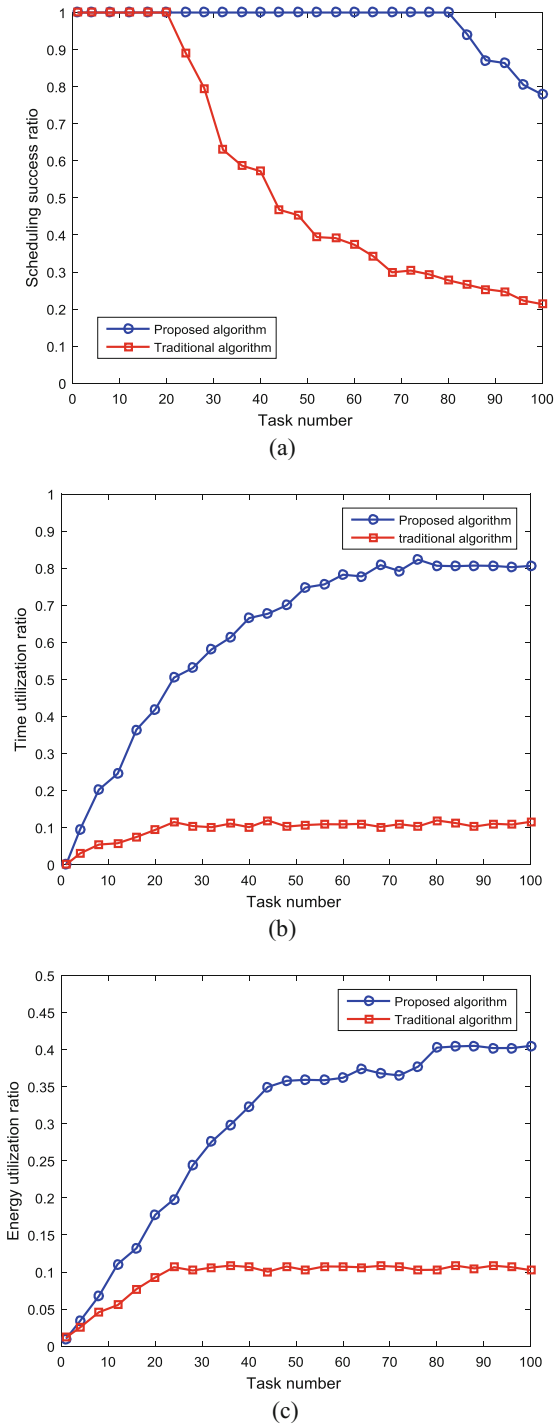 1
0.9
0.8
0.7
0.6
0.5
0.4
0.3
0.2
0.1
0
Scheduling success ratio
Proposed algorithm
Traditional algorithm
0 10 20 30 40 50 60 70 80 90 100
Task number
(a)
1
0.9
0.8
0.7
0.6
0.5
0.4
0.3
0.2
0.1
0
Time utilization ratio
Proposed algorithm
traditional algorithm
0 10 20 30 40 50 60 70 80 90 100
Task number
(b)
0.5
0.45
0.4
0.35
0.3
0.25
0.2
0.15
0.1
0.05
0
Energy utilization ratio
Proposed algorithm
Traditional algorithm
0 10 20 30 40 50 60 70 80 90 100
Task number
(c)